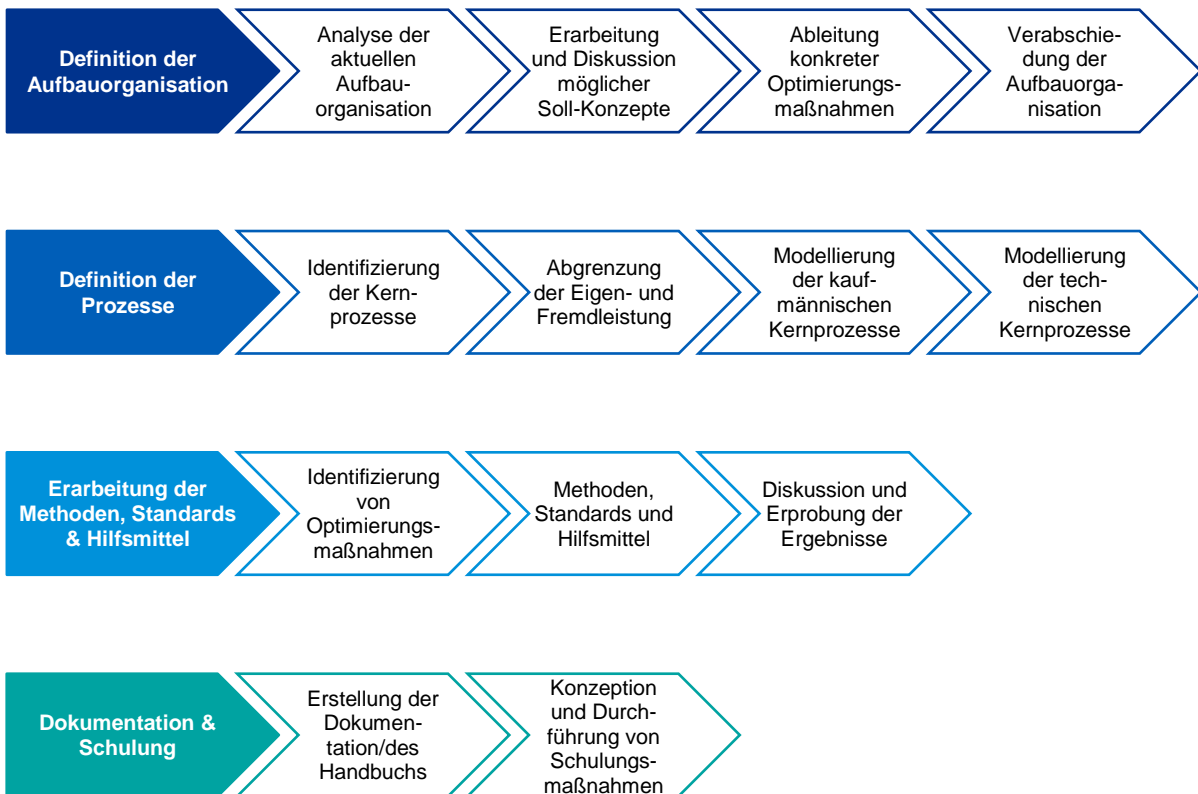 Definition der
Aufbauorganisation
Analyse der
aktuellen
Aufbau-
organisation
Erarbeitung
und Diskussion
möglicher
Soll-Konzepte
Ableitung
konkreter
Optimierungs-
maßnahmen
Verabschie-
dung der
Aufbauorga-
nisation
Definition der
Prozesse
Identifizierung
der Kern-
prozesse
Abgrenzung
der Eigen- und
Fremdleistung
Modellierung
der kauf-
männischen
Kernprozesse
Modellierung
der tech-
nischen
Kernprozesse
Erarbeitung der
Methoden, Standards
& Hilfsmittel
Identifizierung
von
Optimierungs-
maßnahmen
Methoden,
Standards und
Hilfsmittel
Diskussion und
Erprobung der
Ergebnisse
Dokumentation &
Schulung
Erstellung der
Dokumen-
tation/des
Handbuchs
Konzeption
und Durch-
führung von
Schulungs-
maßnahmen